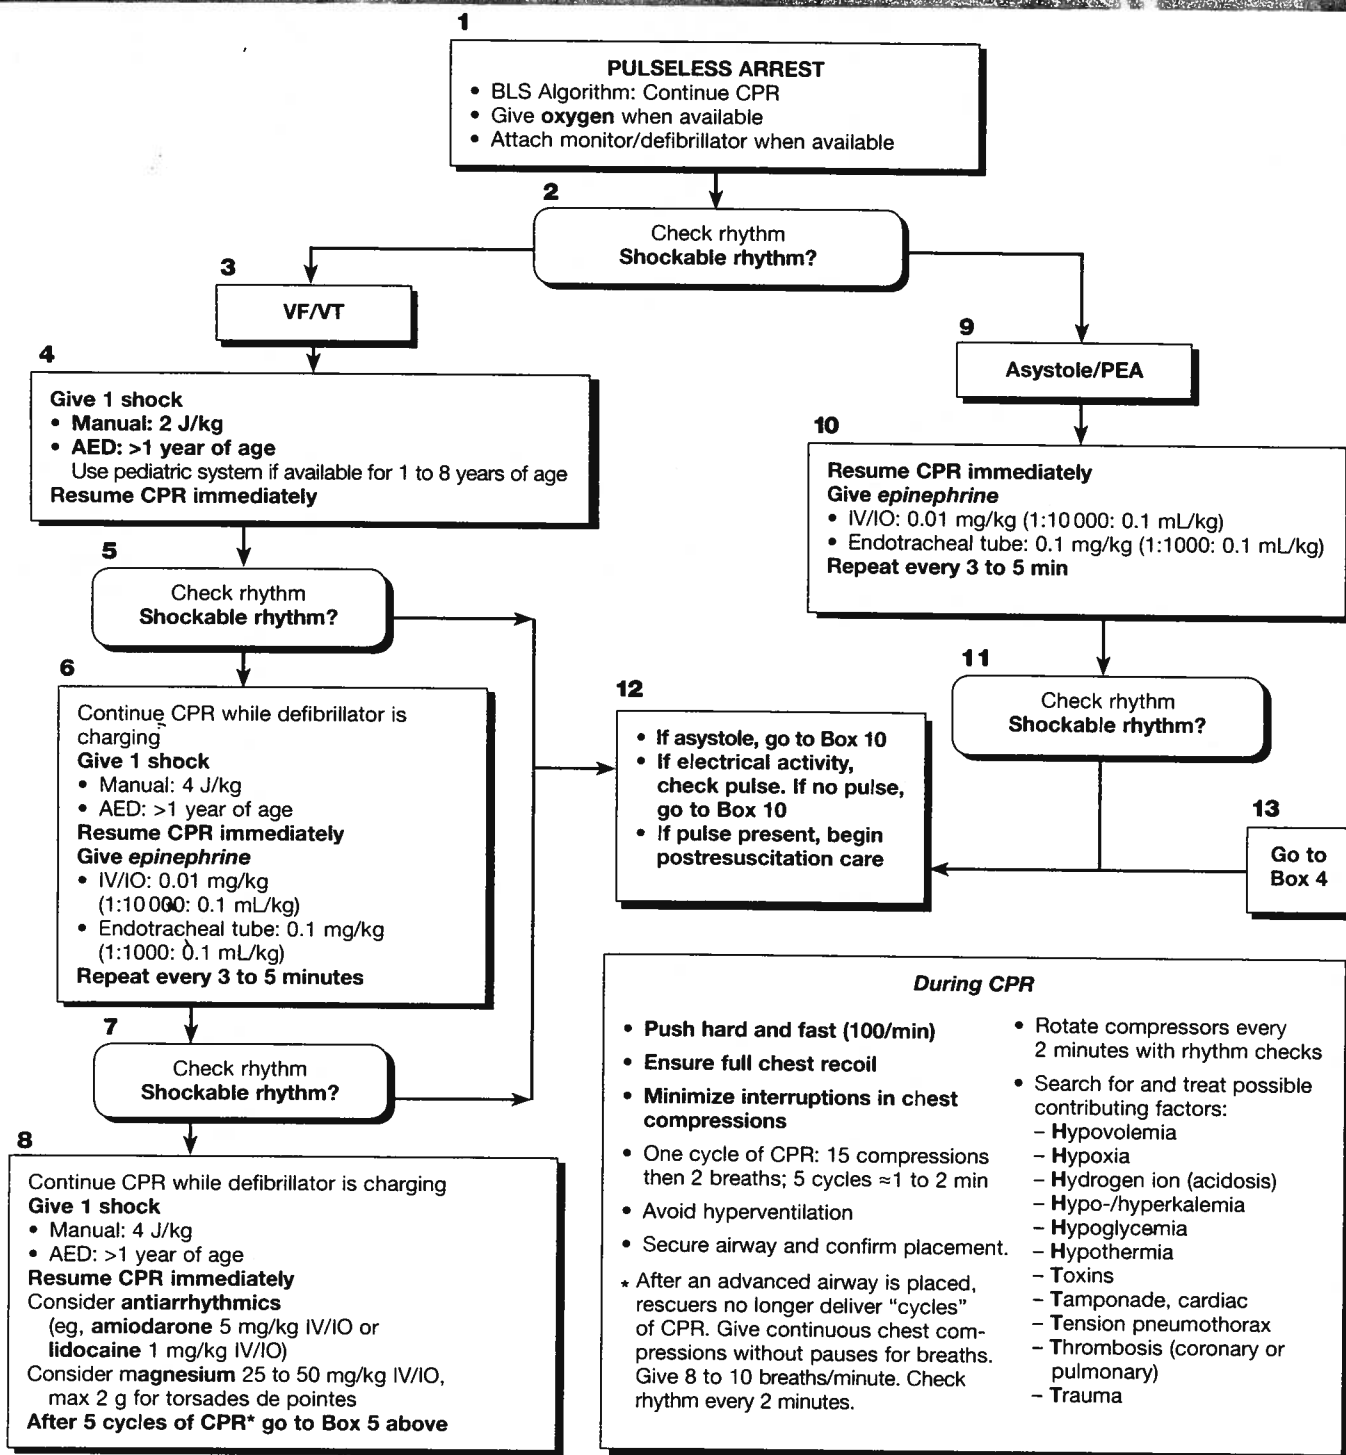 1
PULSELESS ARREST
• BLS Algorithm: Continue CPR
• Give oxygen when available
• Attach monitor/defibrillator when available
2
Check rhythm
Shockable rhythm?
3
VF/VT
4
Give 1 shock
• Manual: 2 J/kg
• AED: >1 year of age
Use pediatric system if available for 1 to 8 years of age
Resume CPR immediately
5
Check rhythm
Shockable rhythm?
6
Continue CPR while defibrillator is
charging
Give 1 shock
• Manual: 4 J/kg
• AED: >1 year of age
Resume CPR immediately
Give epinephrine
• IV/IO: 0.01 mg/kg
(1:10 000: 0.1 mL/kg)
• Endotracheal tube: 0.1 mg/kg
(1:1000: 0.1 mL/kg)
Repeat every 3 to 5 minutes
7
Check rhythm
Shockable rhythm?
8
Continue CPR while defibrillator is charging
Give 1 shock
• Manual: 4 J/kg
• AED: >1 year of age
Resume CPR immediately
Consider antiarrhythmics
(eg, amiodarone 5 mg/kg IV/IO or
lidocaine 1 mg/kg IV/IO)
Consider magnesium 25 to 50 mg/kg IV/IO,
max 2 g for torsades de pointes
After 5 cycles of CPR* go to Box 5 above
9
Asystole/PEA
10
Resume CPR immediately
Give epinephrine
• IV/IO: 0.01 mg/kg (1:10 000: 0.1 mL/kg)
• Endotracheal tube: 0.1 mg/kg (1:1000: 0.1 mL/kg)
Repeat every 3 to 5 min
11
Check rhythm
Shockable rhythm?
12
• If asystole, go to Box 10
• If electrical activity,
check pulse. If no pulse,
go to Box 10
• If pulse present, begin
postresuscitation care
13
Go to
Box 4
During CPR
• Push hard and fast (100/min)
• Ensure full chest recoil
• Minimize interruptions in chest
compressions
• One cycle of CPR: 15 compressions
then 2 breaths; 5 cycles ≈1 to 2 min
• Avoid hyperventilation
• Secure airway and confirm placement.
* After an advanced airway is placed,
rescuers no longer deliver "cycles"
of CPR. Give continuous chest com-
pressions without pauses for breaths.
Give 8 to 10 breaths/minute. Check
rhythm every 2 minutes.
• Rotate compressors every
2 minutes with rhythm checks
• Search for and treat possible
contributing factors:
– Hypovolemia
– Hypoxia
– Hydrogen ion (acidosis)
– Hypo-/hyperkalemia
– Hypoglycemia
– Hypothermia
– Toxins
– Tamponade, cardiac
– Tension pneumothorax
– Thrombosis (coronary or
pulmonary)
– Trauma